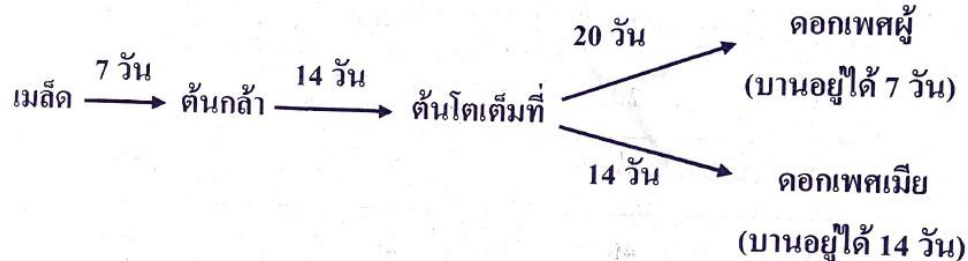 20 วัน
ดอกเพศผู้
(บานอยู่ได้ 7 วัน)
เมล็ด 7 วัน ต้นกล้า 14 วัน ต้นโตเต็มที่
14 วัน
ดอกเพศเมีย
(บานอยู่ได้ 14 วัน)